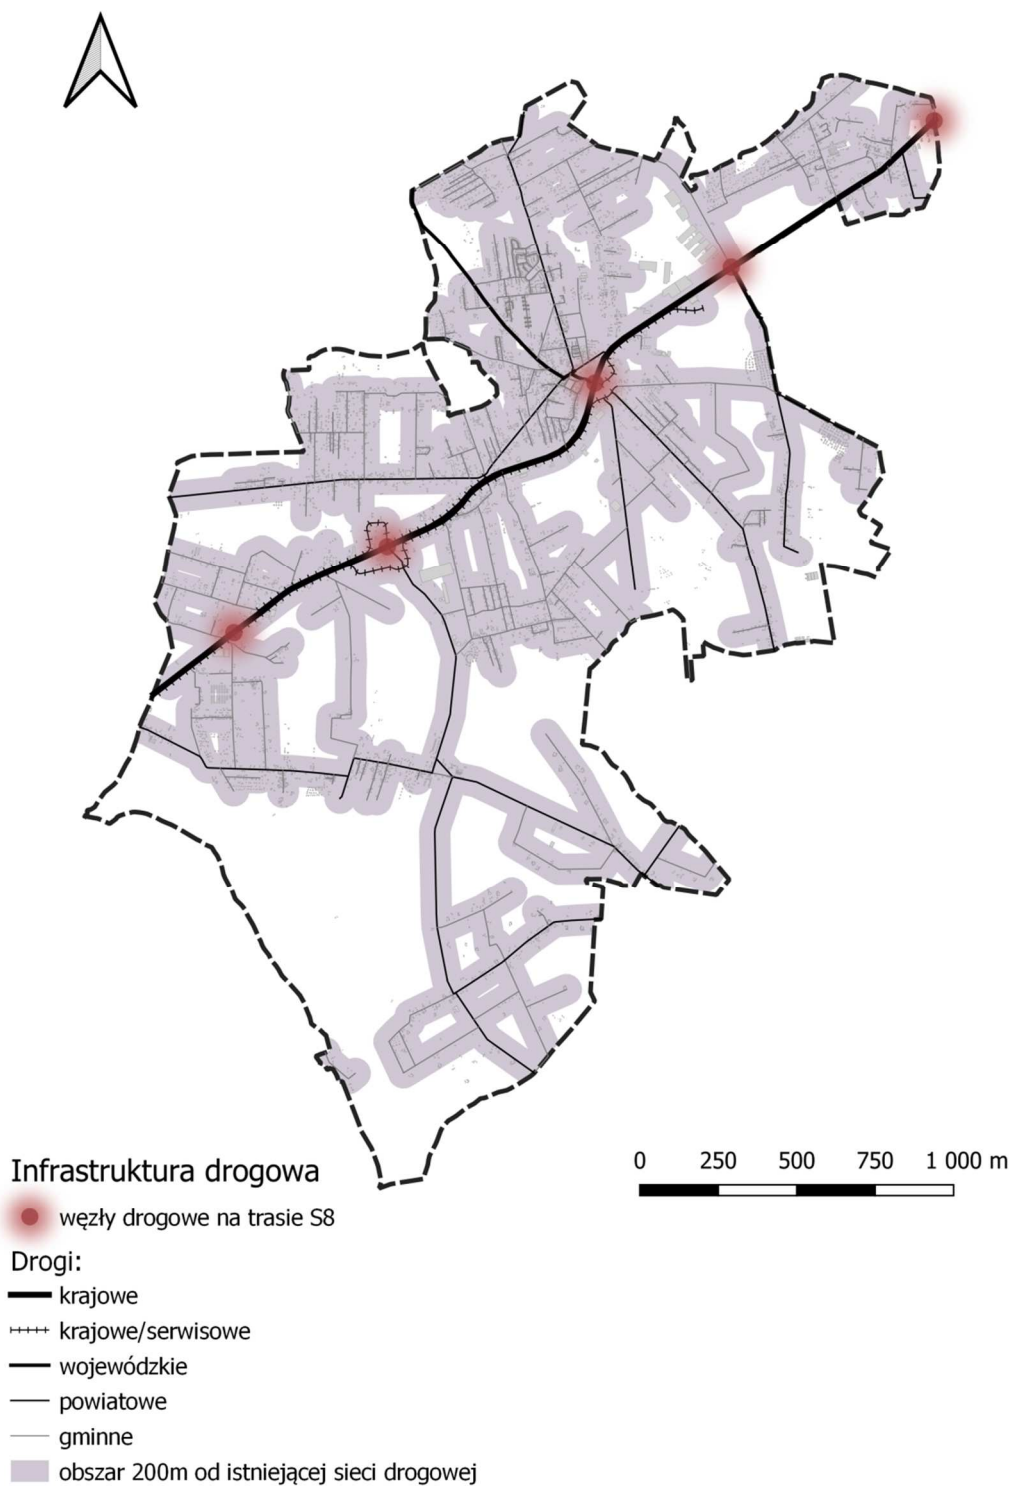 0 250 500 750 1 000 m
Infrastruktura drogowa
węzły drogowe na trasie S8
Drogi:
krajowe
krajowe/serwisowe
wojewódzkie
powiatowe
gminne
obszar 200m od istniejącej sieci drogowej